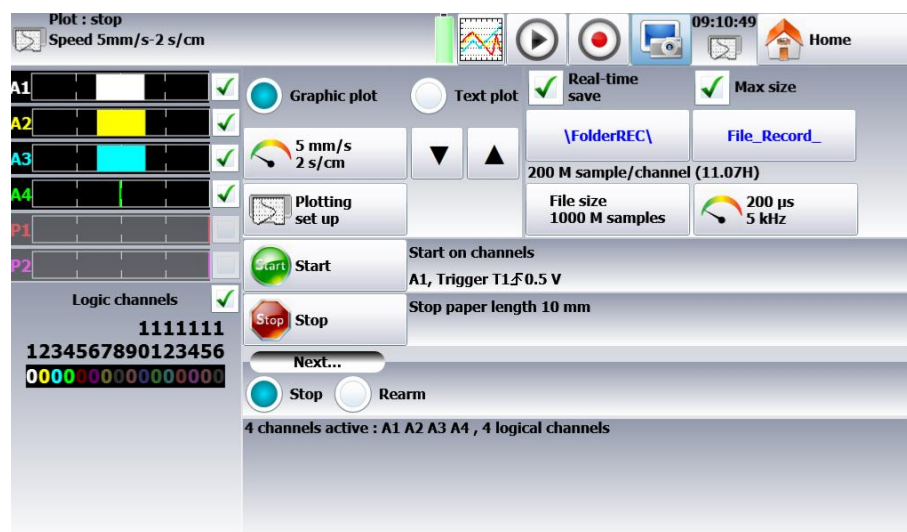 Plot : stop
Speed 5mm/s-2 s/cm
09:10:49
Home
A1
A2
A3
A4
P1
P2
Logic channels
1111111
1234567890123456
0000000000000000
Graphic plot
Text plot
5 mm/s
2 s/cm
▼
▲
Plotting
set up
Real-time
save
Max size
\FolderREC\
File_Record_
200 M sample/channel (11.07H)
File size
1000 M samples
200 µs
5 kHz
Start
Start
Start on channels
A1, Trigger T1⨍0.5 V
Stop
Stop
Stop paper length 10 mm
Next...
Stop
Rearm
4 channels active : A1 A2 A3 A4 , 4 logical channels